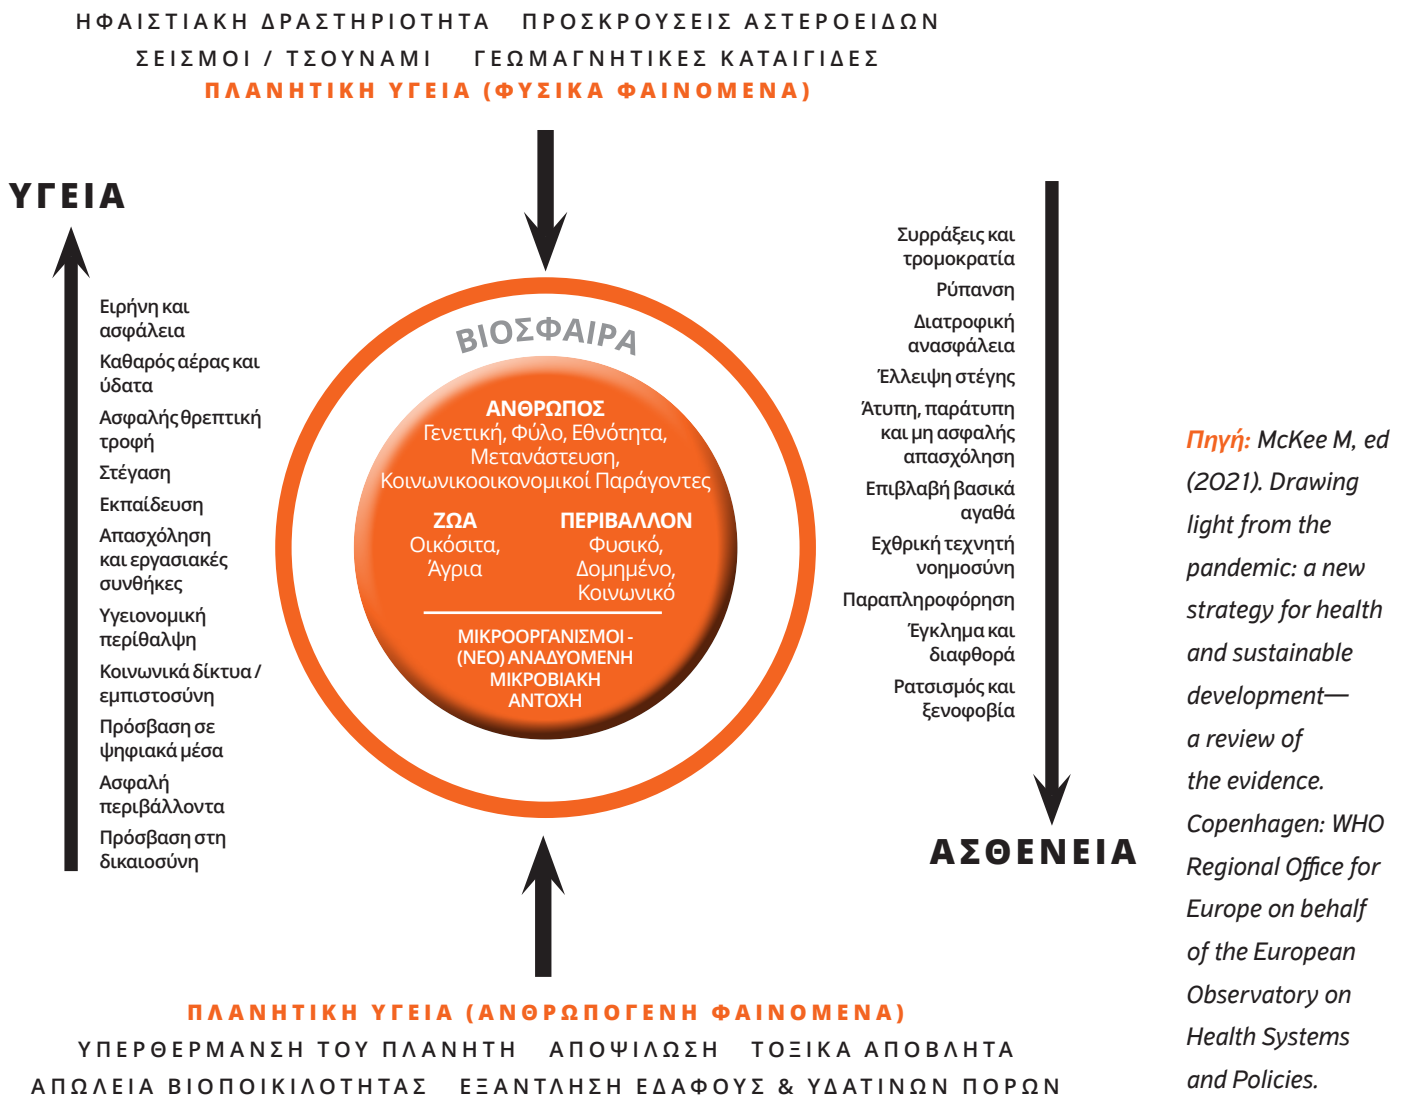 ΗΦΑΙΣΤΙΑΚΗ ΔΡΑΣΤΗΡΙΟΤΗΤΑ ΠΡΟΣΚΡΟΥΣΕΙΣ ΑΣΤΕΡΟΕΙΔΩΝ
ΣΕΙΣΜΟΙ / ΤΣΟΥΝΑΜΙ ΓΕΩΜΑΓΝΗΤΙΚΕΣ ΚΑΤΑΙΓΙΔΕΣ
ΠΛΑΝΗΤΙΚΗ ΥΓΕΙΑ (ΦΥΣΙΚΑ ΦΑΙΝΟΜΕΝΑ)
ΥΓΕΙΑ
Ειρήνη και
ασφάλεια
Καθαρός αέρας και
ύδατα
Ασφαλής θρεπτική
τροφή
Στέγαση
Εκπαίδευση
Απασχόληση
και εργασιακές
συνθήκες
Υγειονομική
περίθαλψη
Κοινωνικά δίκτυα /
εμπιστοσύνη
Πρόσβαση σε
ψηφιακά μέσα
Ασφαλή
περιβάλλοντα
Πρόσβαση στη
δικαιοσύνη
ΒΙΟΣΦΑΙΡΑ
ΑΝΘΡΩΠΟΣ
Γενετική, Φύλο, Εθνότητα,
Μετανάστευση,
Κοινωνικοοικονομικοί Παράγοντες
ΖΩΑ
Οικόσιτα,
Άγρια
ΠΕΡΙΒΑΛΛΟΝ
Φυσικό,
Δομημένο,
Κοινωνικό
ΜΙΚΡΟΟΡΓΑΝΙΣΜΟΙ -
(ΝΕΟ) ΑΝΑΔΥΟΜΕΝΗ
ΜΙΚΡΟΒΙΑΚΗ
ΑΝΤΟΧΗ
Συρράξεις και
τρομοκρατία
Ρύπανση
Διατροφική
ανασφάλεια
Έλλειψη στέγης
Άτυπη, παράτυπη
και μη ασφαλής
απασχόληση
Επιβλαβή βασικά
αγαθά
Εχθρική τεχνητή
νοημοσύνη
Παραπληροφόρηση
Έγκλημα και
διαφθορά
Ρατσισμός και
ξενοφοβία
ΑΣΘΕΝΕΙΑ
ΠΛΑΝΗΤΙΚΗ ΥΓΕΙΑ (ΑΝΘΡΩΠΟΓΕΝΗ ΦΑΙΝΟΜΕΝΑ)
ΥΠΕΡΘΕΡΜΑΝΣΗ ΤΟΥ ΠΛΑΝΗΤΗ ΑΠΟΨΙΛΩΣΗ ΤΟΞΙΚΑ ΑΠΟΒΛΗΤΑ
ΑΠΩΛΕΙΑ ΒΙΟΠΟΙΚΙΛΟΤΗΤΑΣ ΕΞΑΝΤΛΗΣΗ ΕΔΑΦΟΥΣ & ΥΔΑΤΙΝΩΝ ΠΟΡΩΝ
Πηγή: McKee M, ed
(2021). Drawing
light from the
pandemic: a new
strategy for health
and sustainable
development—
a review of
the evidence.
Copenhagen: WHO
Regional Office for
Europe on behalf
of the European
Observatory on
Health Systems
and Policies.